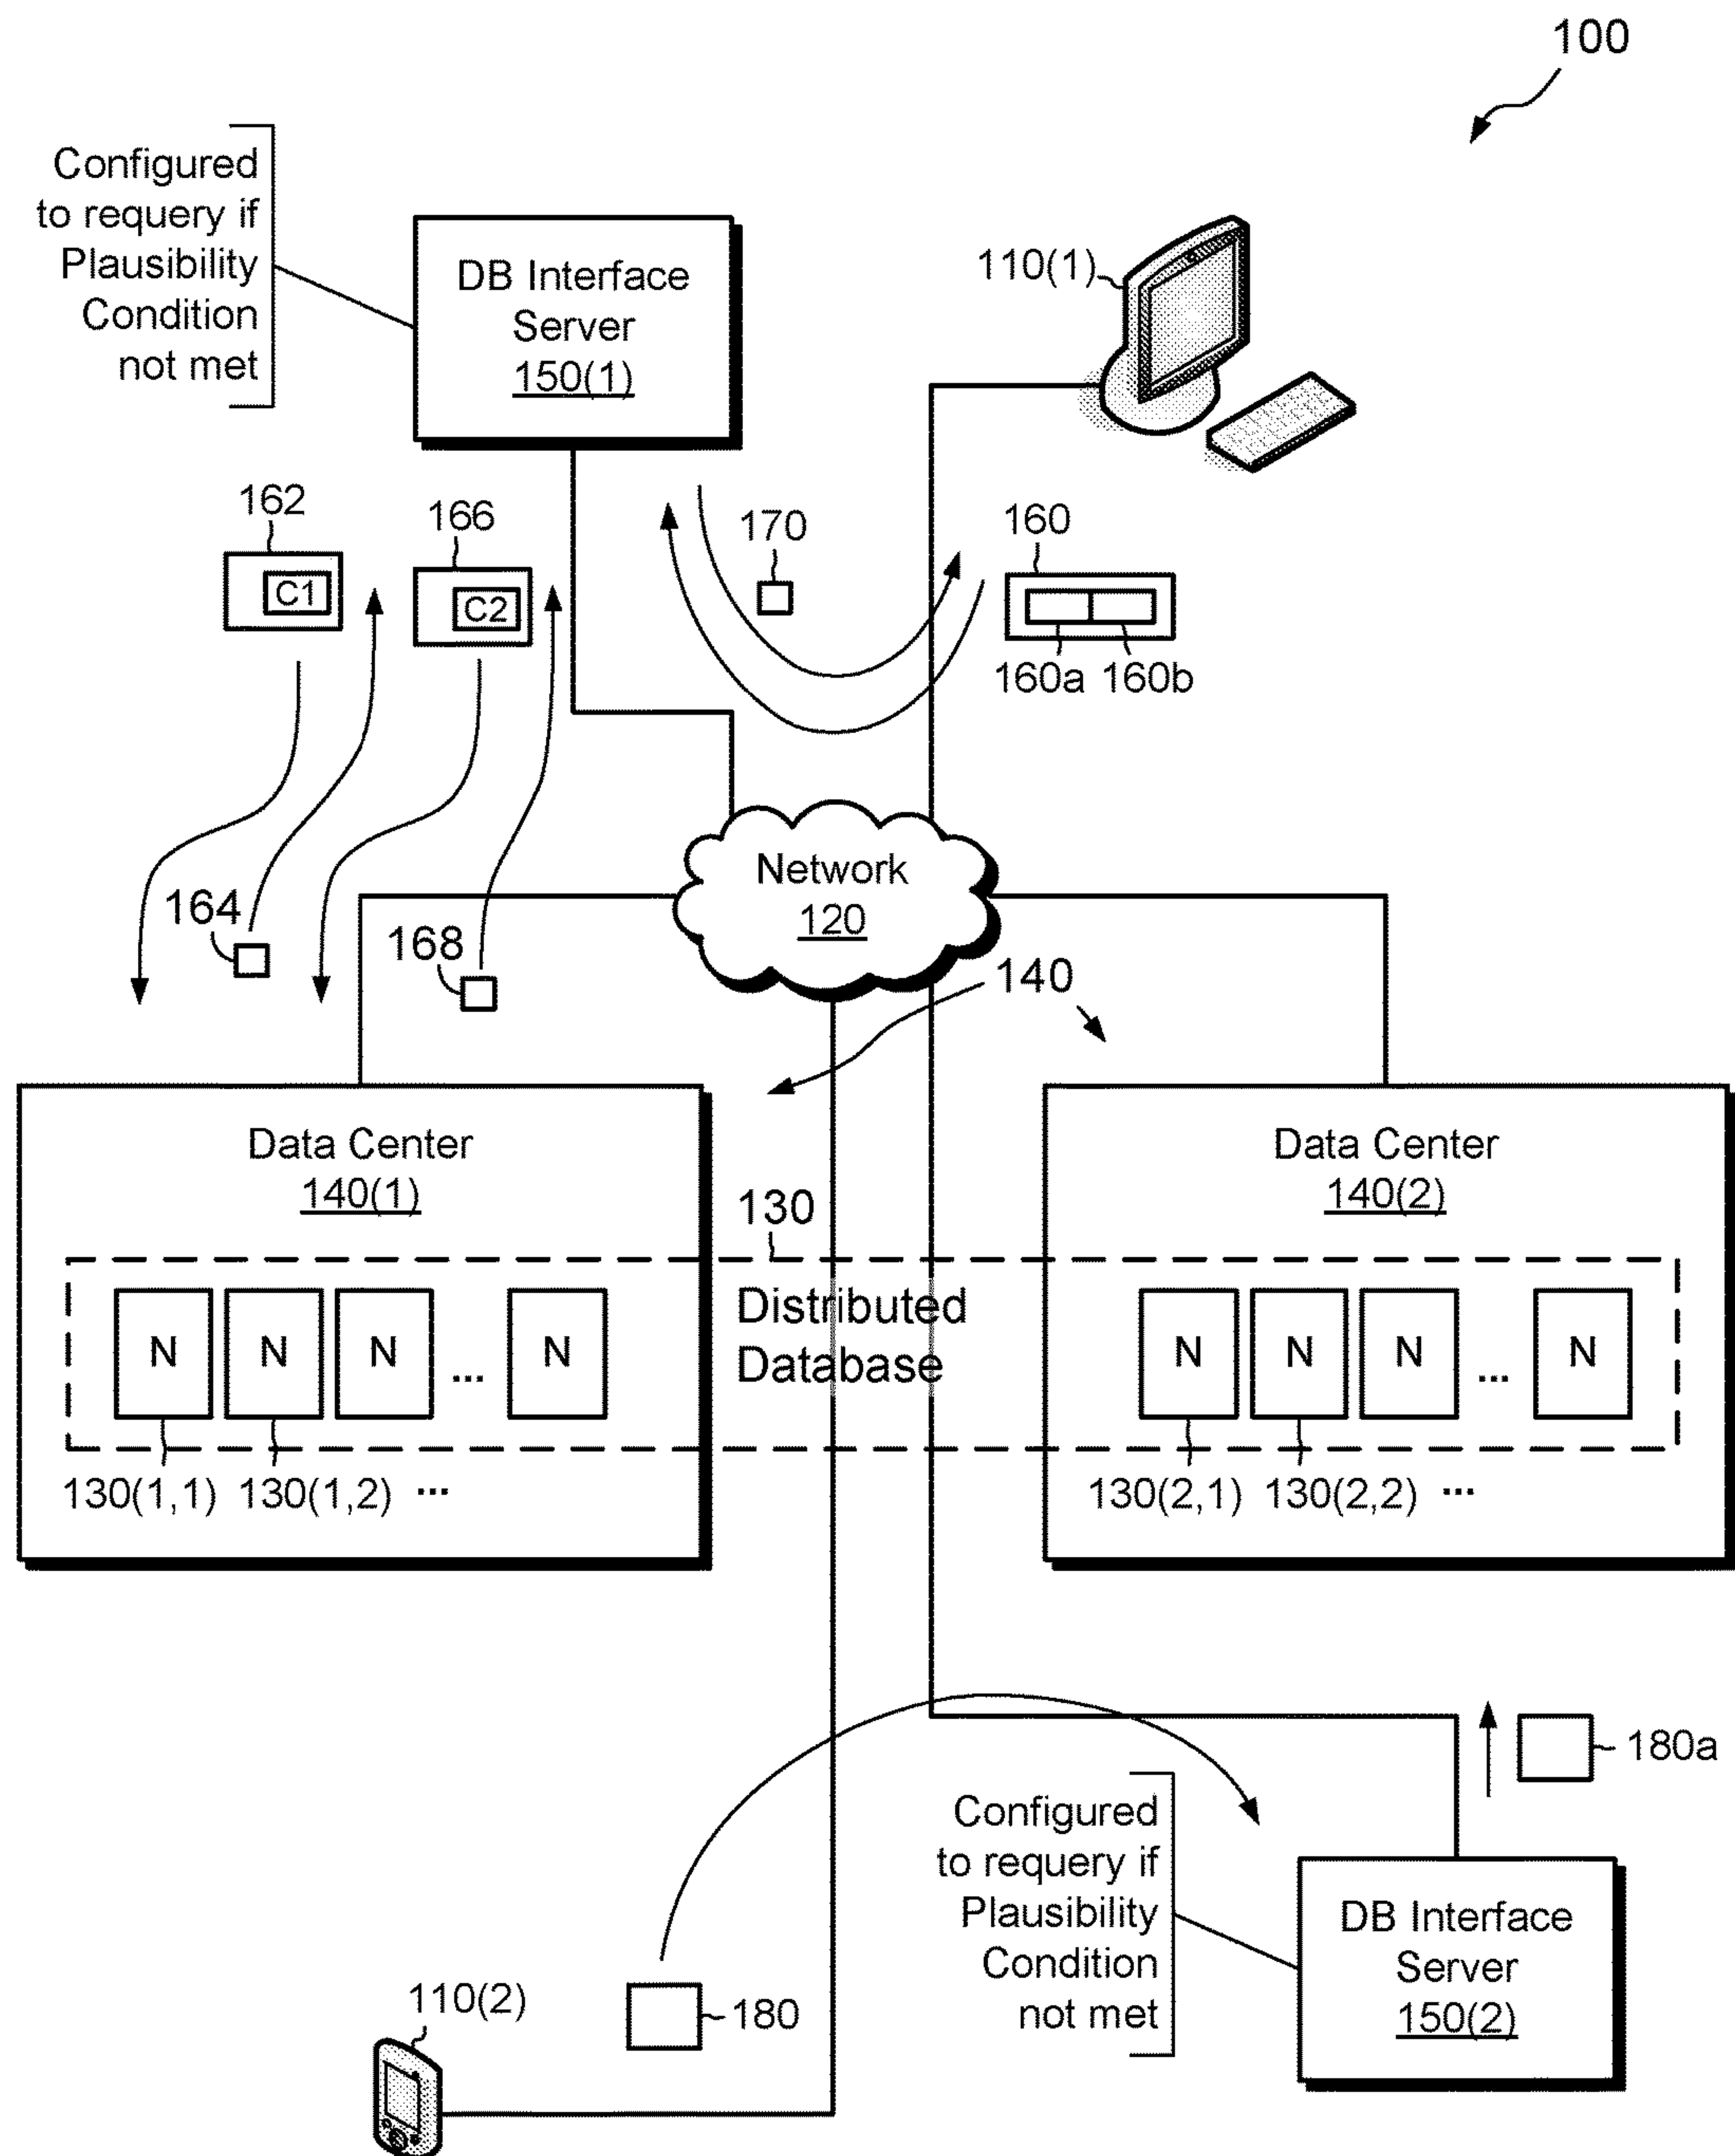 100
Configured
to requery if
Plausibility
Condition
not met
DB Interface
Server
150(1)
110(1)
162
166
170
160
C1
C2
160a 160b
Network
120
164
168
140
Data Center
140(1)
Data Center
140(2)
130
Distributed
Database
N N N ... N
N N N ... N
130(1,1) 130(1,2) ...
130(2,1) 130(2,2) ...
180a
Configured
to requery if
Plausibility
Condition
not met
DB Interface
Server
150(2)
110(2)
180